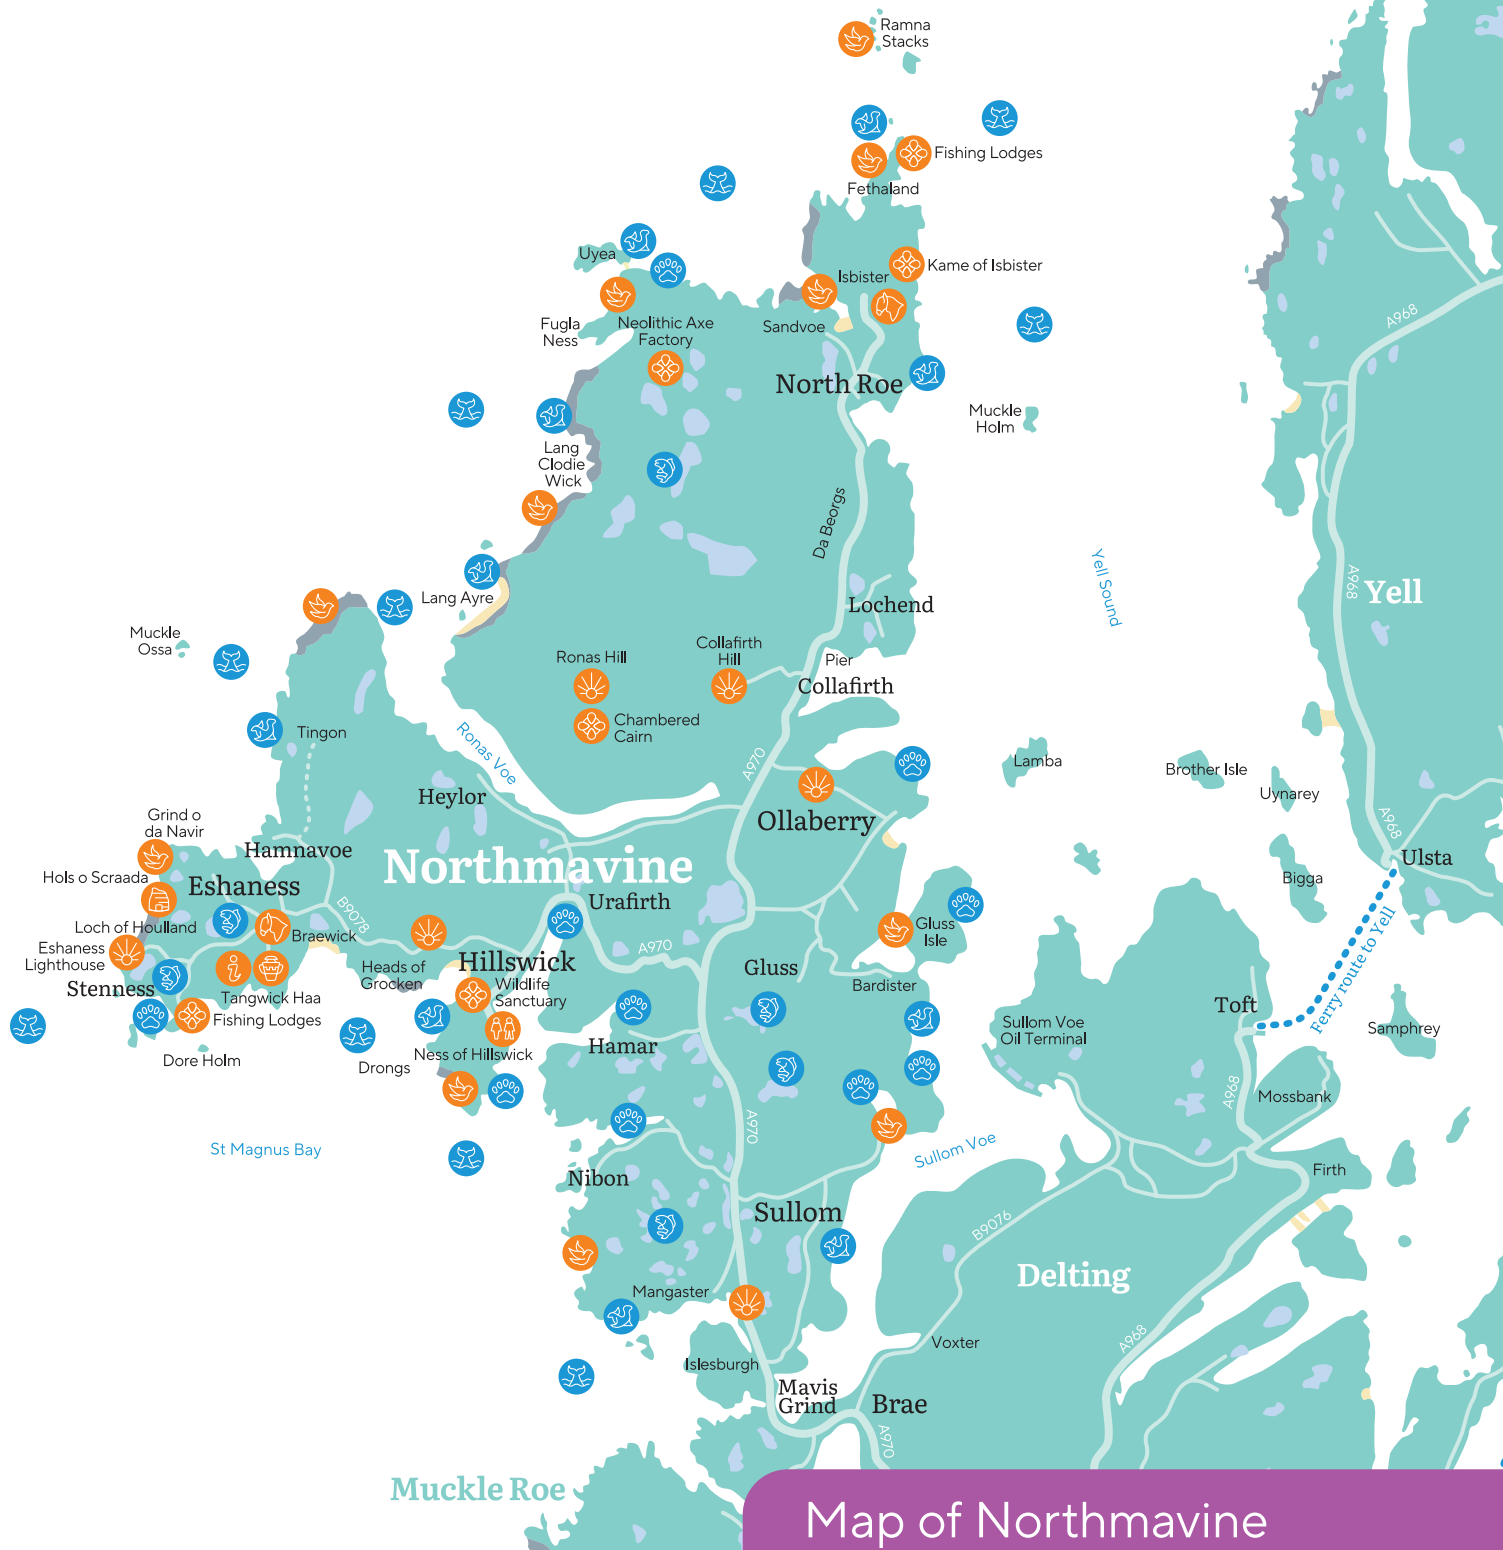 Ramna
Stacks
Fishing Lodges
Fethaland
Uyea
Isbister
Kame of Isbister
Fugla
Ness
Neolithic Axe
Factory
Sandvoe
North Roe
Muckle
Holm
Lang
Clodie
Wick
Da Beorgs
Yell Sound
A968
A968
Yell
Lang Ayre
Lochend
Muckle
Ossa
Ronas Hill
Collafirth
Hill
Pier
Collafirth
Chambered
Cairn
Tingon
Ronas Voe
A970
Lamba
Brother Isle
Uynarey
Heylor
Ollaberry
A968
Grind o
da Navir
Hamnavoe
Northmavine
Ulsta
Hols o Scraada
Eshaness
Bigga
Urafirth
B9078
Loch of Houlland
Braewick
Gluss
Isle
Eshaness
Lighthouse
A970
Ferry route to Yell
Heads of
Grocken
Hillswick
Gluss
Stenness
Wildlife
Sanctuary
Bardister
Tangwick Haa
Toft
Fishing Lodges
Sullom Voe
Oil Terminal
Samphrey
Dore Holm
Drongs
Ness of Hillswick
Hamar
A968
Mossbank
A970
St Magnus Bay
Sullom Voe
Nibon
Firth
Sullom
B9076
Delting
Mangaster
A968
Voxter
Islesburgh
Mavis
Grind
Brae
A970
Muckle Roe
Map of Northmavine